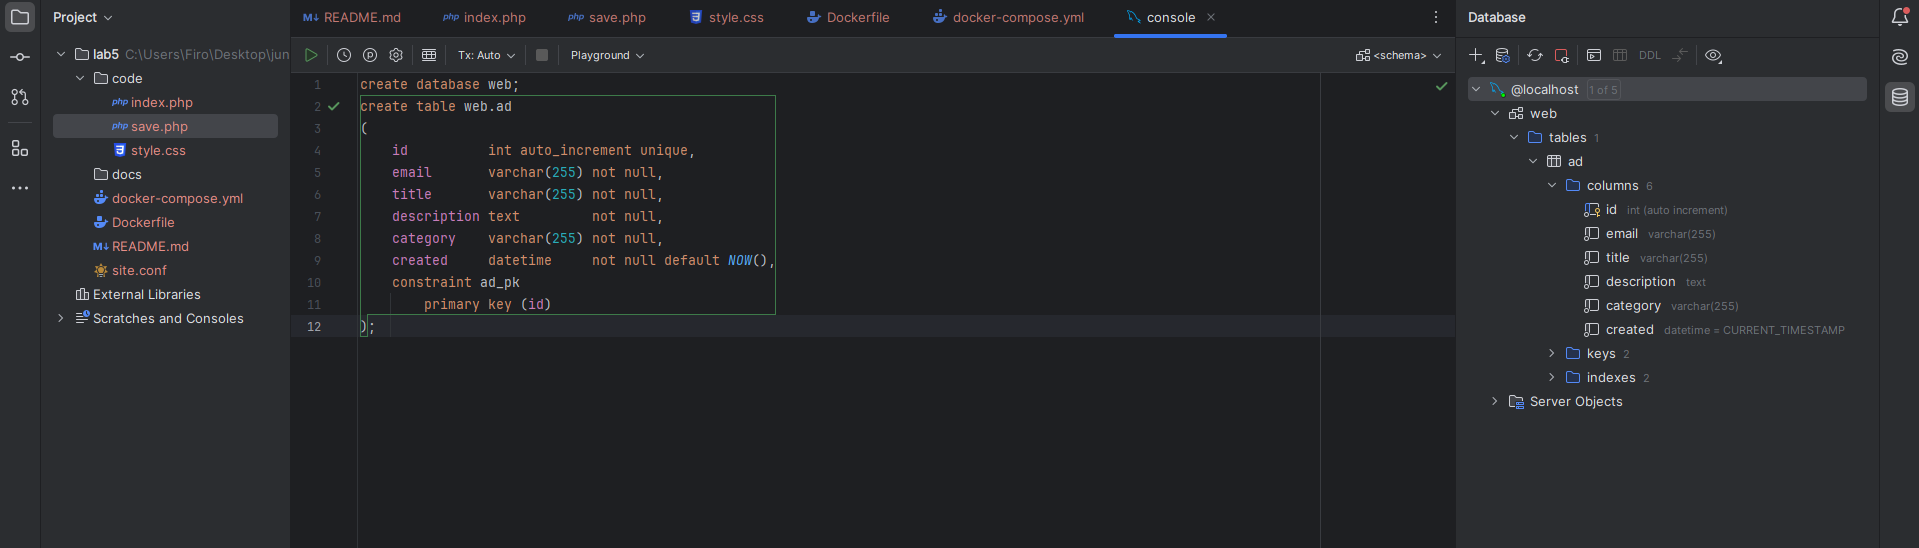 Project
README.md
index.php
save.php
style.css
Dockerfile
docker-compose.yml
console
Database
lab5 C:\Users\Firo\Desktop\jun
code
index.php
save.php
style.css
docs
docker-compose.yml
Dockerfile
README.md
site.conf
External Libraries
Scratches and Consoles
Tx: Auto
Playground
<schema>
1 create database web;
2 create table web.ad
3 (
4 id int auto_increment unique,
5 email varchar(255) not null,
6 title varchar(255) not null,
7 description text not null,
8 category varchar(255) not null,
9 created datetime not null default NOW(),
10 constraint ad_pk
11 primary key (id)
12 );
DDL
@localhost 1 of 5
web
tables 1
ad
columns 6
id int (auto increment)
email varchar(255)
title varchar(255)
description text
category varchar(255)
created datetime = CURRENT_TIMESTAMP
keys 2
indexes 2
Server Objects